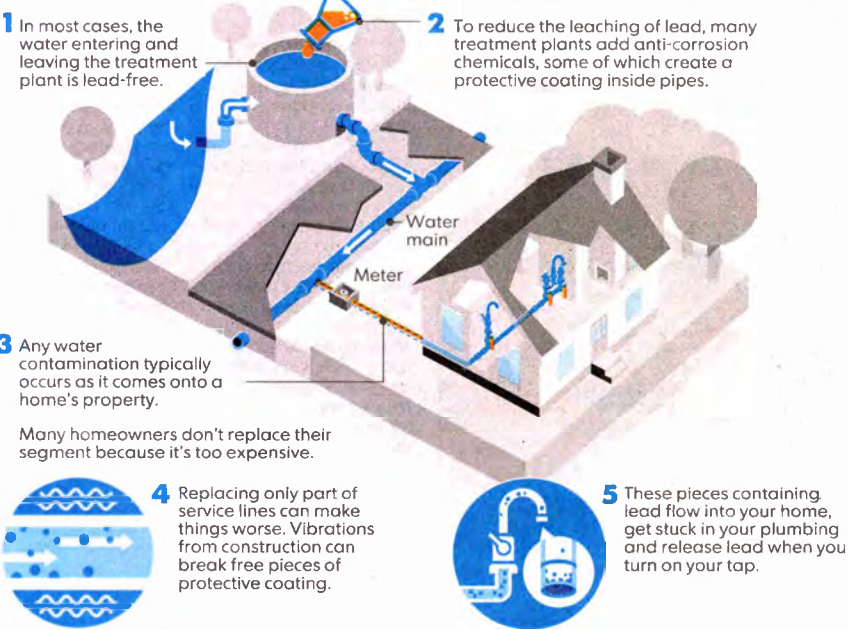 1 In most cases, the
water entering and
leaving the treatment
plant is lead-free.
2 To reduce the leaching of lead, many
treatment plants add anti-corrosion
chemicals, some of which create a
protective coating inside pipes.
Water
main
Meter
3 Any water
contamination typically
occurs as it comes onto a
home's property.
Many homeowners don't replace their
segment because it's too expensive.
4 Replacing only part of
service lines can make
things worse. Vibrations
from construction can
break free pieces of
protective coating.
5 These pieces containing
lead flow into your home,
get stuck in your plumbing
and release lead when you
turn on your tap.